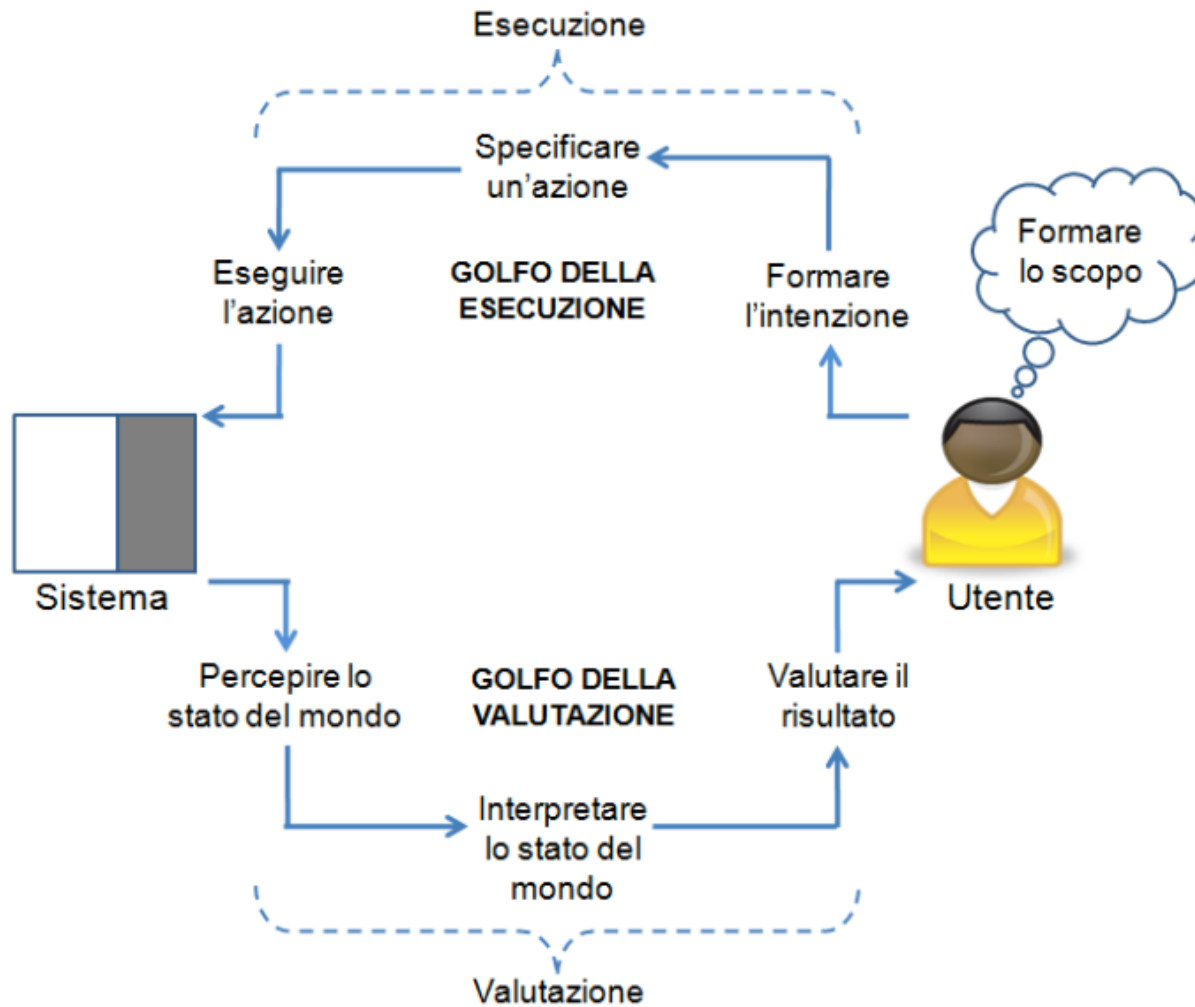 Esecuzione
Specificare
un’azione
Formare
lo scopo
Eseguire
l’azione
GOLFO DELLA
ESECUZIONE
Formare
l’intenzione
Sistema
Utente
Percepire lo
stato del mondo
GOLFO DELLA
VALUTAZIONE
Valutare il
risultato
Interpretare
lo stato del
mondo
Valutazione